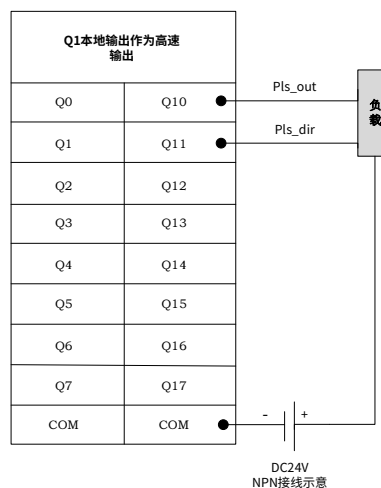 Q1本地输出作为高速
输出
Q0 Q10 Pls_out
Q1 Q11 Pls_dir
负
载
Q2 Q12
Q3 Q13
Q4 Q14
Q5 Q15
Q6 Q16
Q7 Q17
COM COM - +
DC24V
NPN接线示意